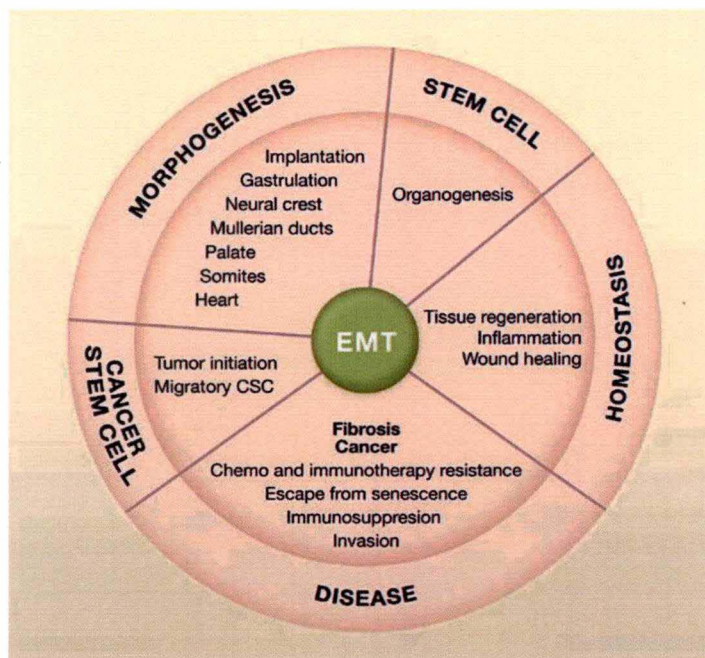 MORPHOGENESIS
Implantation
Gastrulation
Neural crest
Mullerian ducts
Palate
Somites
Heart
STEM CELL
Organogenesis
HOMEOSTASIS
Tissue regeneration
Inflammation
Wound healing
EMT
CANCER
STEM CELL
Tumor initiation
Migratory CSC
Fibrosis
Cancer
Chemo and immunotherapy resistance
Escape from senescence
Immunosuppresion
Invasion
DISEASE